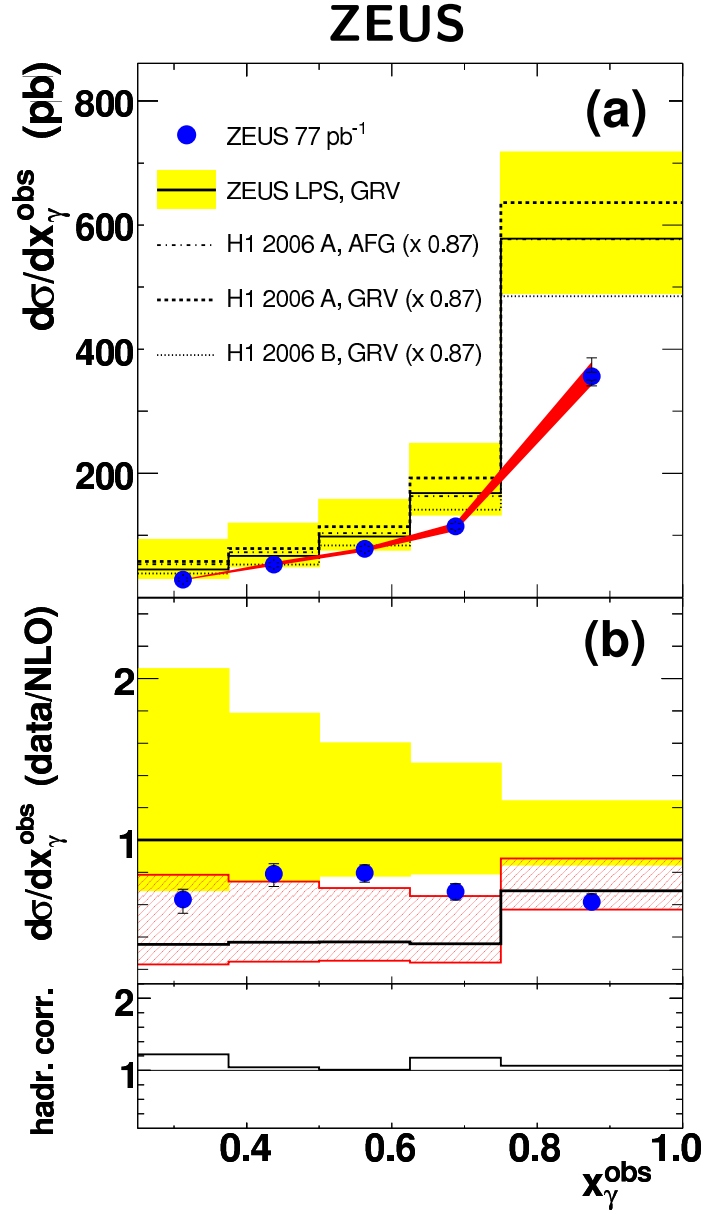 ZEUS
dσ/dx_γ^obs (pb)
800
600
400
200
(a)
ZEUS 77 pb⁻¹
ZEUS LPS, GRV
H1 2006 A, AFG (x 0.87)
H1 2006 A, GRV (x 0.87)
H1 2006 B, GRV (x 0.87)
dσ/dx_γ^obs (data/NLO)
2
1
(b)
hadr. corr.
2
1
0.4 0.6 0.8 1.0
x_γ^obs